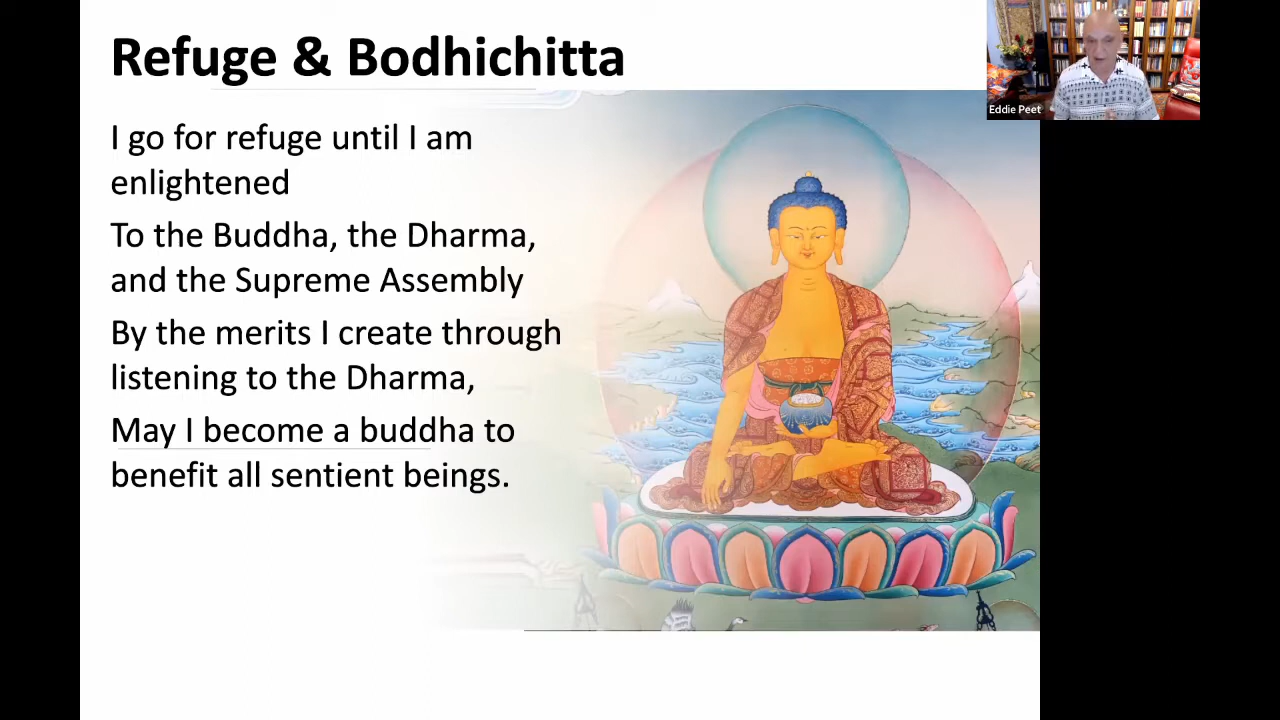 Refuge & Bodhichitta
Eddie Peet
I go for refuge until I am
enlightened
To the Buddha, the Dharma,
and the Supreme Assembly
By the merits I create through
listening to the Dharma,
May I become a buddha to
benefit all sentient beings.